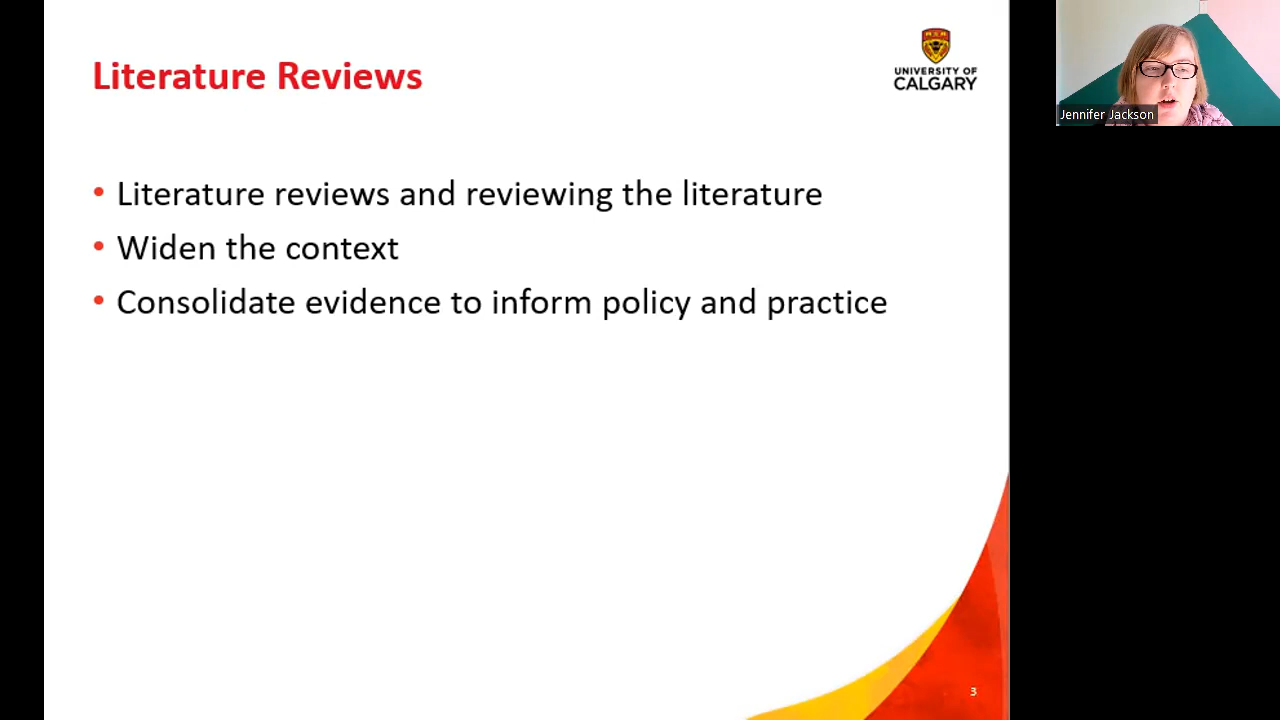 Literature Reviews
UNIVERSITY OF
CALGARY
Jennifer Jackson
• Literature reviews and reviewing the literature
• Widen the context
• Consolidate evidence to inform policy and practice
3